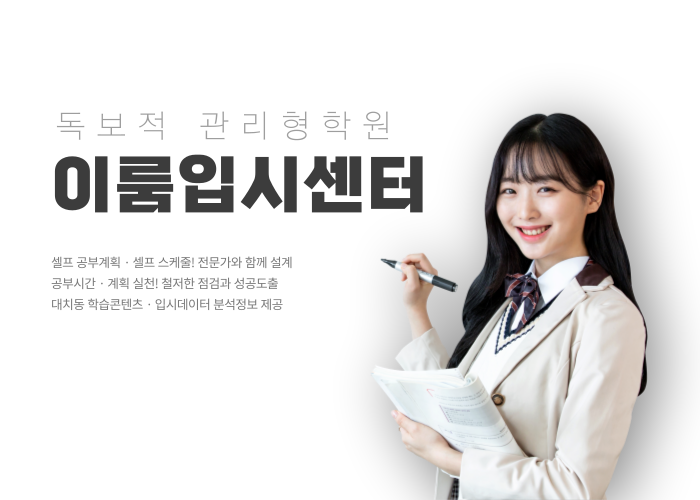 독보적 관리형학원
이룸입시센터
셀프 공부계획 · 셀프 스케줄! 전문가와 함께 설계
공부시간 · 계획 실천! 철저한 점검과 성공도출
대치동 학습콘텐츠 · 입시데이터 분석정보 제공